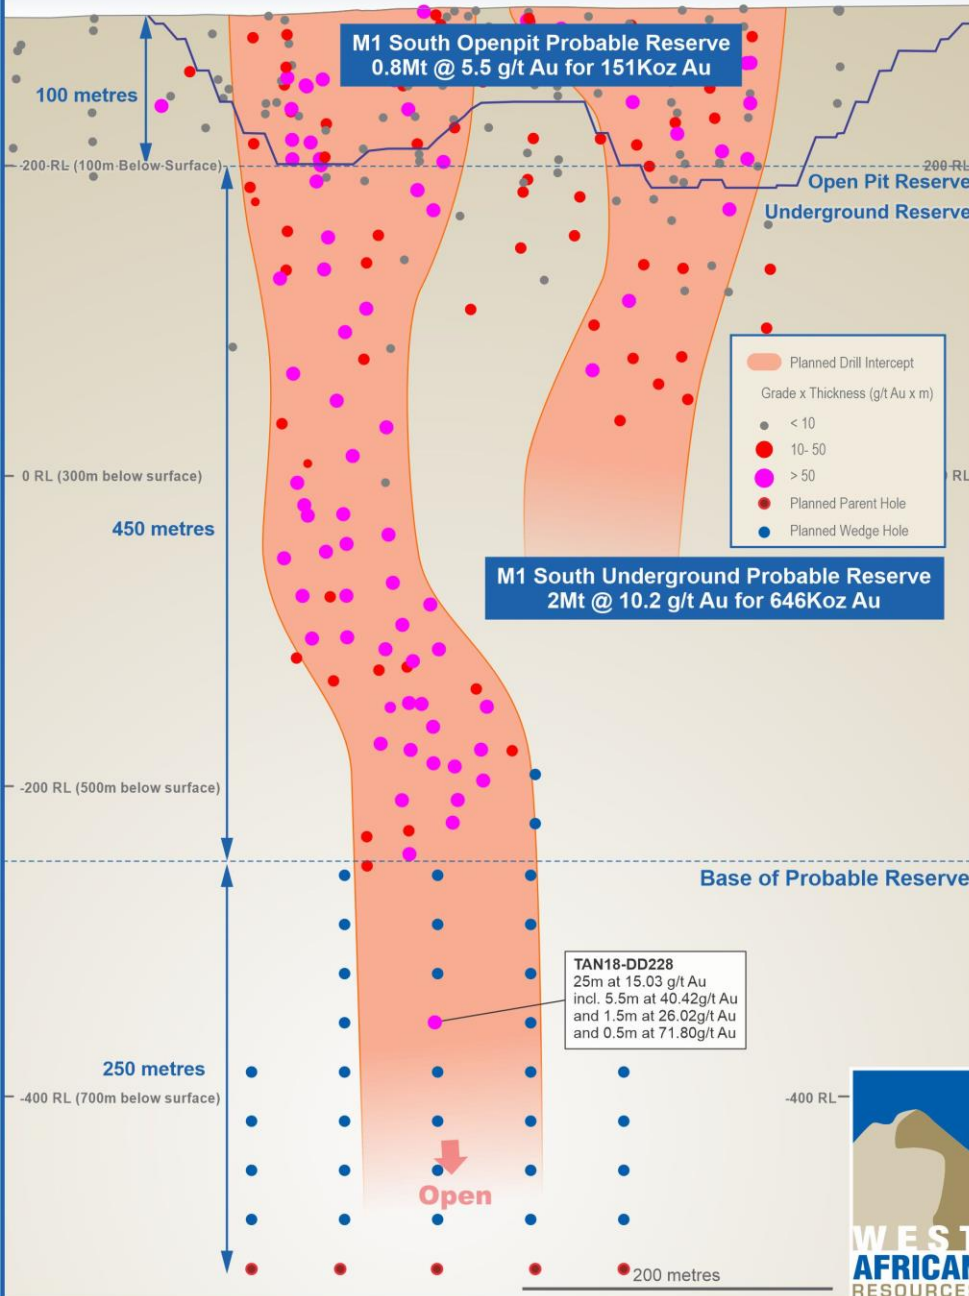 M1 South Openpit Probable Reserve
0.8Mt @ 5.5 g/t Au for 151Koz Au
100 metres
200 RL (100m Below Surface)
200 RL
Open Pit Reserve
Underground Reserve
Planned Drill Intercept
Grade x Thickness (g/t Au x m)
< 10
10- 50
> 50
Planned Parent Hole
Planned Wedge Hole
0 RL (300m below surface)
0 RL
450 metres
M1 South Underground Probable Reserve
2Mt @ 10.2 g/t Au for 646Koz Au
-200 RL (500m below surface)
Base of Probable Reserve
TAN18-DD228
25m at 15.03 g/t Au
incl. 5.5m at 40.42g/t Au
and 1.5m at 26.02g/t Au
and 0.5m at 71.80g/t Au
250 metres
-400 RL (700m below surface)
-400 RL
Open
200 metres
WEST
AFRICAN
RESOURCES